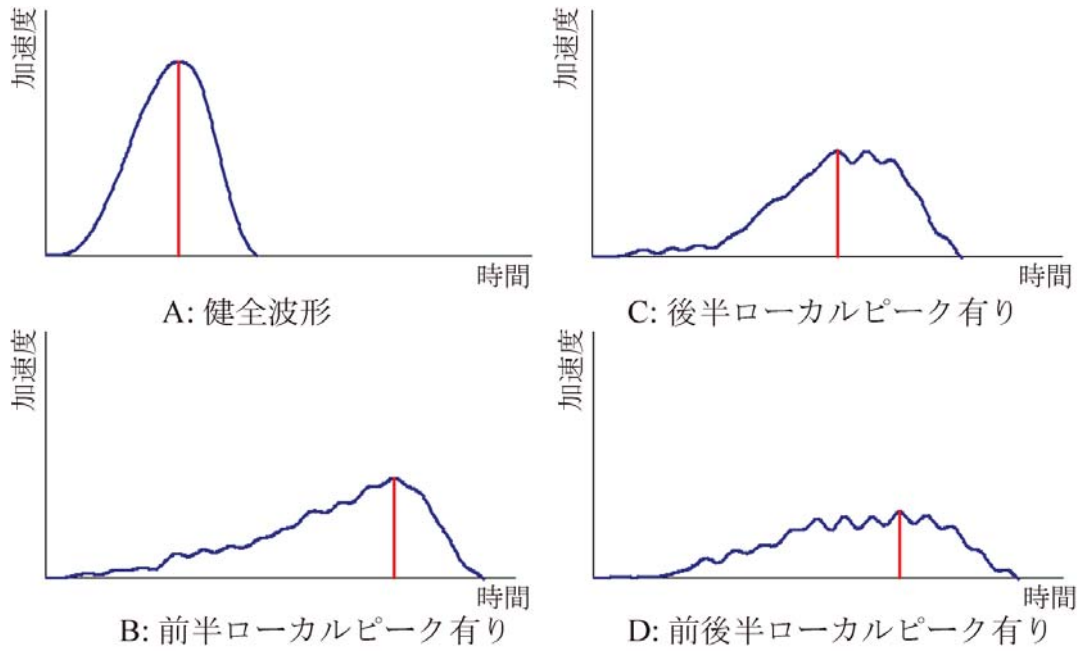 加速度
時間
A: 健全波形
加速度
時間
C: 後半ローカルピーク有り
加速度
時間
B: 前半ローカルピーク有り
加速度
時間
D: 前後半ローカルピーク有り